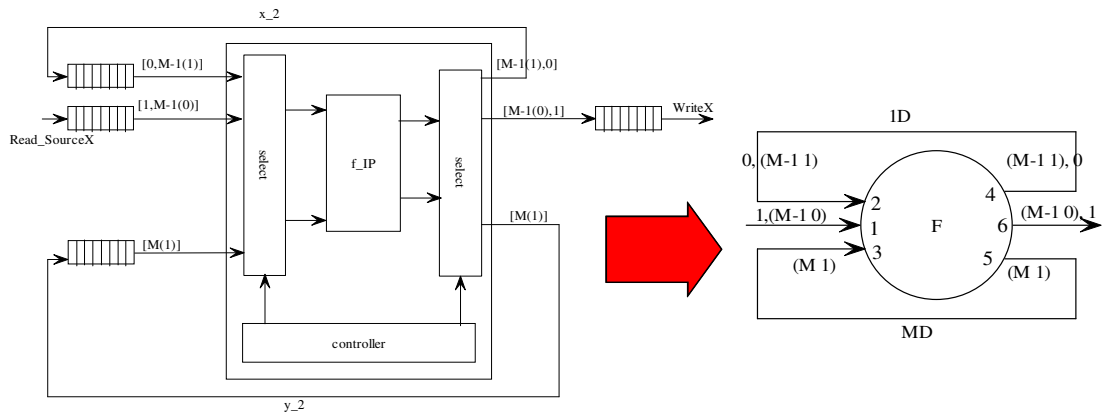 x_2
[0,M-1(1)]
[M-1(1),0]
[1,M-1(0)]
[M-1(0),1]
WriteX
Read_SourceX
select
f_IP
select
[M(1)]
[M(1)]
controller
y_2
1D
0, (M-1 1)
(M-1 1), 0
2
4
1,(M-1 0)
1
F
6
(M-1 0), 1
3
5
(M 1)
(M 1)
MD